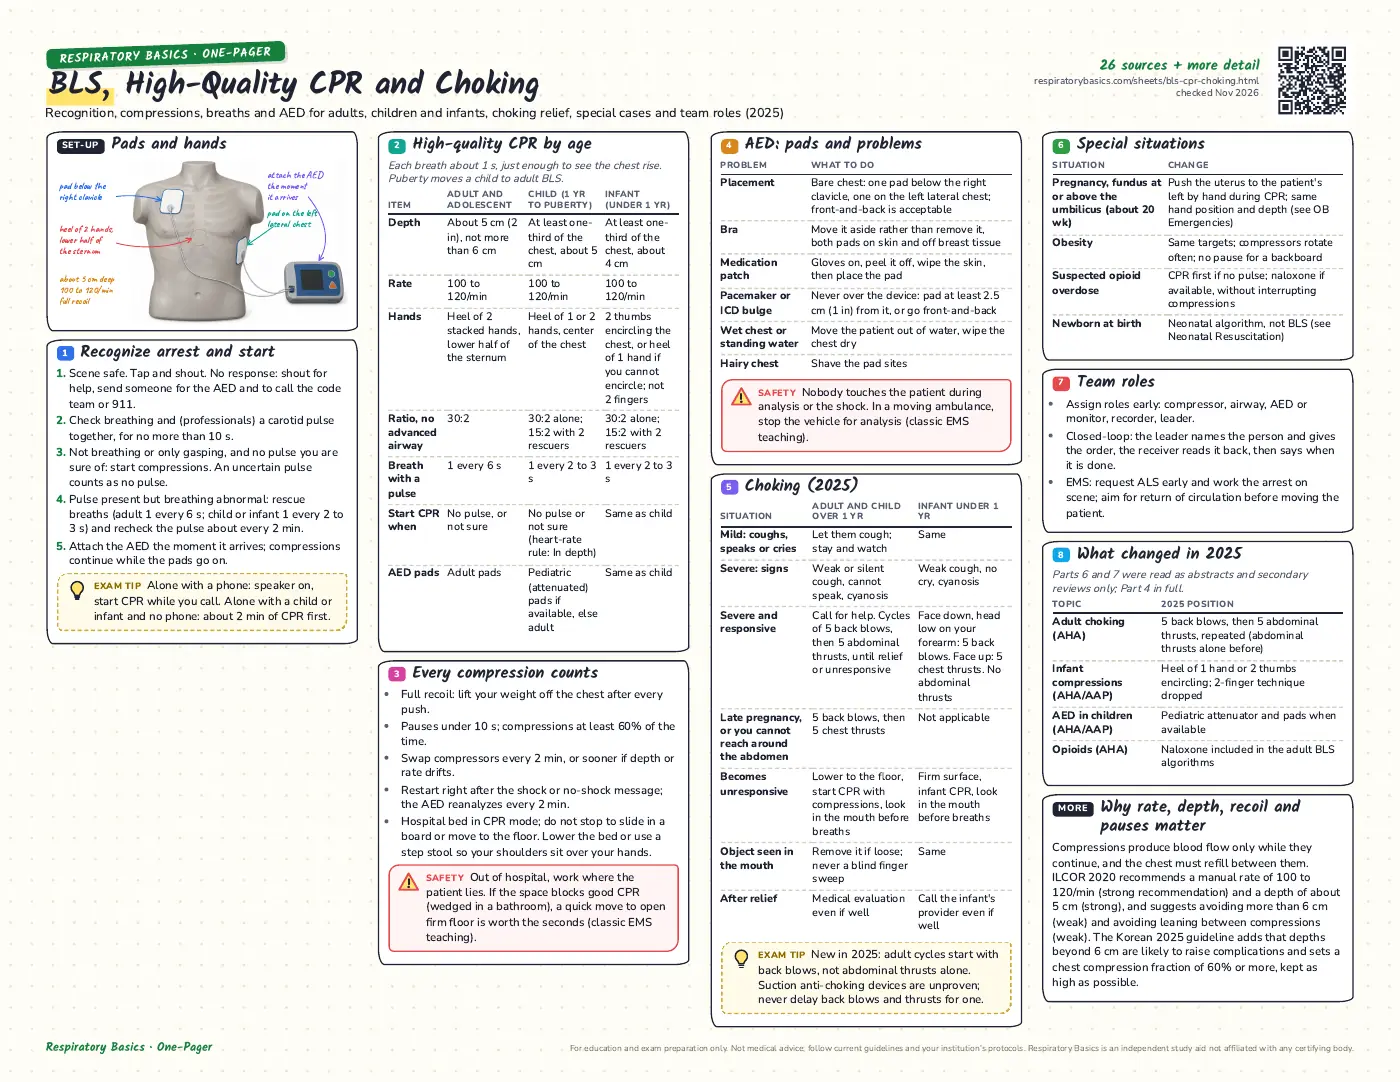 RESPIRATORY BASICS · ONE-PAGER
BLS, High-Quality CPR and Choking
Recognition, compressions, breaths and AED for adults, children and infants, choking relief, special cases and team roles (2025)
26 sources + more detail
respiratorybasics.com/sheets/bls-cpr-choking.html
checked Nov 2026
SET-UP Pads and hands
pad below the
right clavicle
heel of 2 hands,
lower half of
the sternum
about 5 cm deep
100 to 120/min
full recoil
attach the AED
the moment
it arrives
pad on the left
lateral chest
1 Recognize arrest and start
1. Scene safe. Tap and shout. No response: shout for
help, send someone for the AED and to call the code
team or 911.
2. Check breathing and (professionals) a carotid pulse
together, for no more than 10 s.
3. Not breathing or only gasping, and no pulse you are
sure of: start compressions. An uncertain pulse
counts as no pulse.
4. Pulse present but breathing abnormal: rescue
breaths (adult 1 every 6 s; child or infant 1 every 2 to
3 s) and recheck the pulse about every 2 min.
5. Attach the AED the moment it arrives; compressions
continue while the pads go on.
EXAM TIP Alone with a phone: speaker on,
start CPR while you call. Alone with a child or
infant and no phone: about 2 min of CPR first.
2 High-quality CPR by age
Each breath about 1 s, just enough to see the chest rise.
Puberty moves a child to adult BLS.
ITEM
ADULT AND
ADOLESCENT
CHILD (1 YR
TO PUBERTY)
INFANT
(UNDER 1 YR)
Depth
About 5 cm (2
in), not more
than 6 cm
At least one-
third of the
chest, about 5
cm
At least one-
third of the
chest, about
4 cm
Rate
100 to
120/min
100 to
120/min
100 to
120/min
Hands
Heel of 2
stacked hands,
lower half of
the sternum
Heel of 1 or 2
hands, center
of the chest
2 thumbs
encircling the
chest, or heel
of 1 hand if
you cannot
encircle; not
2 fingers
Ratio, no
advanced
airway
30:2
30:2 alone;
15:2 with 2
rescuers
30:2 alone;
15:2 with 2
rescuers
Breath
with a
pulse
1 every 6 s
1 every 2 to 3
s
1 every 2 to 3
s
Start CPR
when
No pulse, or
not sure
No pulse or
not sure
(heart-rate
rule: In depth)
Same as child
AED pads
Adult pads
Pediatric
(attenuated)
pads if
available, else
adult
Same as child
3 Every compression counts
• Full recoil: lift your weight off the chest after every
push.
• Pauses under 10 s; compressions at least 60% of the
time.
• Swap compressors every 2 min, or sooner if depth or
rate drifts.
• Restart right after the shock or no-shock message;
the AED reanalyzes every 2 min.
• Hospital bed in CPR mode; do not stop to slide in a
board or move to the floor. Lower the bed or use a
step stool so your shoulders sit over your hands.
SAFETY Out of hospital, work where the
patient lies. If the space blocks good CPR
(wedged in a bathroom), a quick move to open
firm floor is worth the seconds (classic EMS
teaching).
4 AED: pads and problems
PROBLEM WHAT TO DO
Placement
Bare chest: one pad below the right
clavicle, one on the left lateral chest;
front-and-back is acceptable
Bra
Move it aside rather than remove it,
both pads on skin and off breast tissue
Medication
patch
Gloves on, peel it off, wipe the skin,
then place the pad
Pacemaker or
ICD bulge
Never over the device: pad at least 2.5
cm (1 in) from it, or go front-and-back
Wet chest or
standing water
Move the patient out of water, wipe the
chest dry
Hairy chest
Shave the pad sites
SAFETY Nobody touches the patient during
analysis or the shock. In a moving ambulance,
stop the vehicle for analysis (classic EMS
teaching).
5 Choking (2025)
SITUATION
ADULT AND CHILD
OVER 1 YR
INFANT UNDER 1
YR
Mild: coughs,
speaks or cries
Let them cough;
stay and watch
Same
Severe: signs
Weak or silent
cough, cannot
speak, cyanosis
Weak cough, no
cry, cyanosis
Severe and
responsive
Call for help. Cycles
of 5 back blows,
then 5 abdominal
thrusts, until relief
or unresponsive
Face down, head
low on your
forearm: 5 back
blows. Face up: 5
chest thrusts. No
abdominal
thrusts
Late pregnancy,
or you cannot
reach around
the abdomen
5 back blows, then
5 chest thrusts
Not applicable
Becomes
unresponsive
Lower to the floor,
start CPR with
compressions, look
in the mouth before
breaths
Firm surface,
infant CPR, look
in the mouth
before breaths
Object seen in
the mouth
Remove it if loose;
never a blind finger
sweep
Same
After relief
Medical evaluation
even if well
Call the infant's
provider even if
well
EXAM TIP New in 2025: adult cycles start with
back blows, not abdominal thrusts alone.
Suction anti-choking devices are unproven;
never delay back blows and thrusts for one.
6 Special situations
SITUATION CHANGE
Pregnancy, fundus at
or above the
umbilicus (about 20
wk)
Push the uterus to the patient's
left by hand during CPR; same
hand position and depth (see OB
Emergencies)
Obesity
Same targets; compressors rotate
often; no pause for a backboard
Suspected opioid
overdose
CPR first if no pulse; naloxone if
available, without interrupting
compressions
Newborn at birth
Neonatal algorithm, not BLS (see
Neonatal Resuscitation)
7 Team roles
• Assign roles early: compressor, airway, AED or
monitor, recorder, leader.
• Closed-loop: the leader names the person and gives
the order, the receiver reads it back, then says when
it is done.
• EMS: request ALS early and work the arrest on
scene; aim for return of circulation before moving the
patient.
8 What changed in 2025
Parts 6 and 7 were read as abstracts and secondary
reviews only; Part 4 in full.
TOPIC 2025 POSITION
Adult choking
(AHA)
5 back blows, then 5 abdominal
thrusts, repeated (abdominal
thrusts alone before)
Infant
compressions
(AHA/AAP)
Heel of 1 hand or 2 thumbs
encircling; 2-finger technique
dropped
AED in children
(AHA/AAP)
Pediatric attenuator and pads when
available
Opioids (AHA)
Naloxone included in the adult BLS
algorithms
MORE Why rate, depth, recoil and
pauses matter
Compressions produce blood flow only while they
continue, and the chest must refill between them.
ILCOR 2020 recommends a manual rate of 100 to
120/min (strong recommendation) and a depth of about
5 cm (strong), and suggests avoiding more than 6 cm
(weak) and avoiding leaning between compressions
(weak). The Korean 2025 guideline adds that depths
beyond 6 cm are likely to raise complications and sets a
chest compression fraction of 60% or more, kept as
high as possible.
Respiratory Basics · One-Pager
For education and exam preparation only. Not medical advice; follow current guidelines and your institution's protocols. Respiratory Basics is an independent study aid not affiliated with any certifying body.